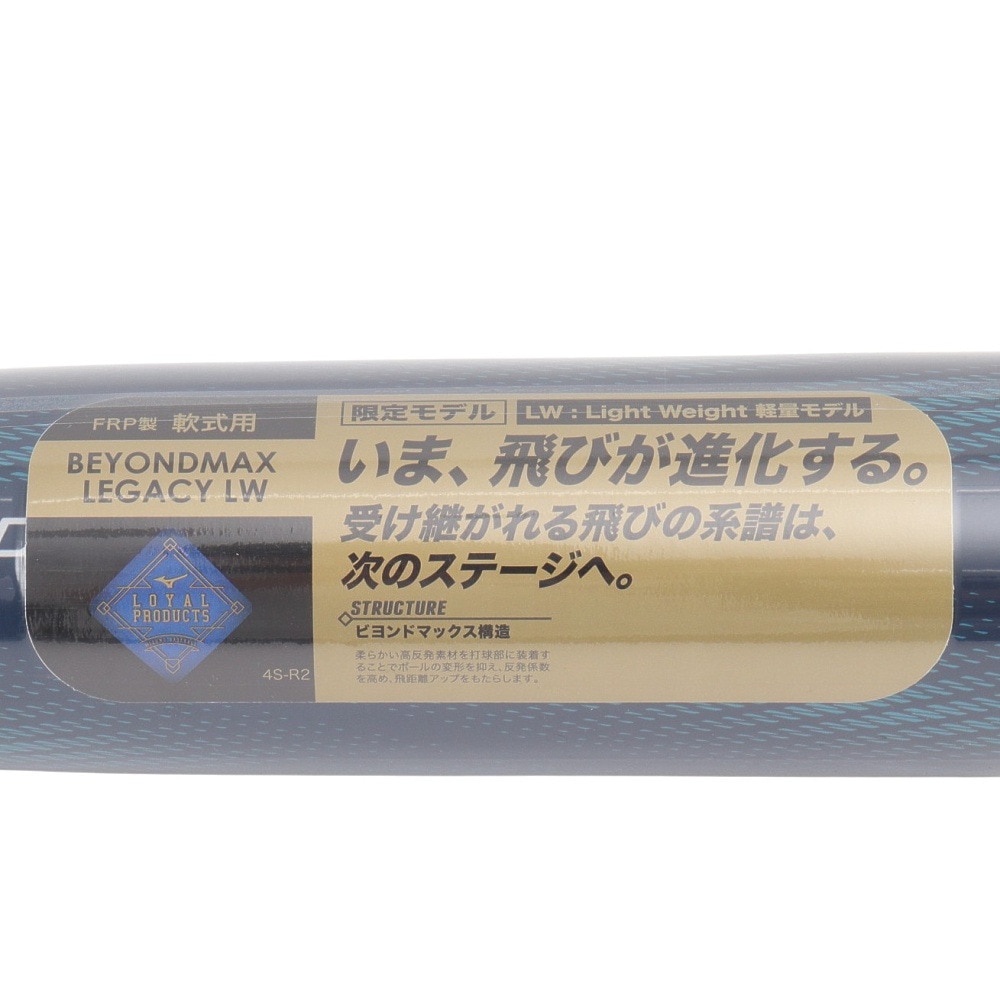 FRP製 軟式用
BEYONDMAX
LEGACY LW
LOYAL
PRODUCTS
4S-R2
限定モデル LW : Light Weight 軽量モデル
いま、飛びが進化する。
受け継がれる飛びの系譜は、
次のステージへ。
STRUCTURE
ビヨンドマックス構造
柔らかい高反発素材を打球部に装着す
ることでボールの変形を抑え、反発係数
を高め、飛距離アップをもたらします。